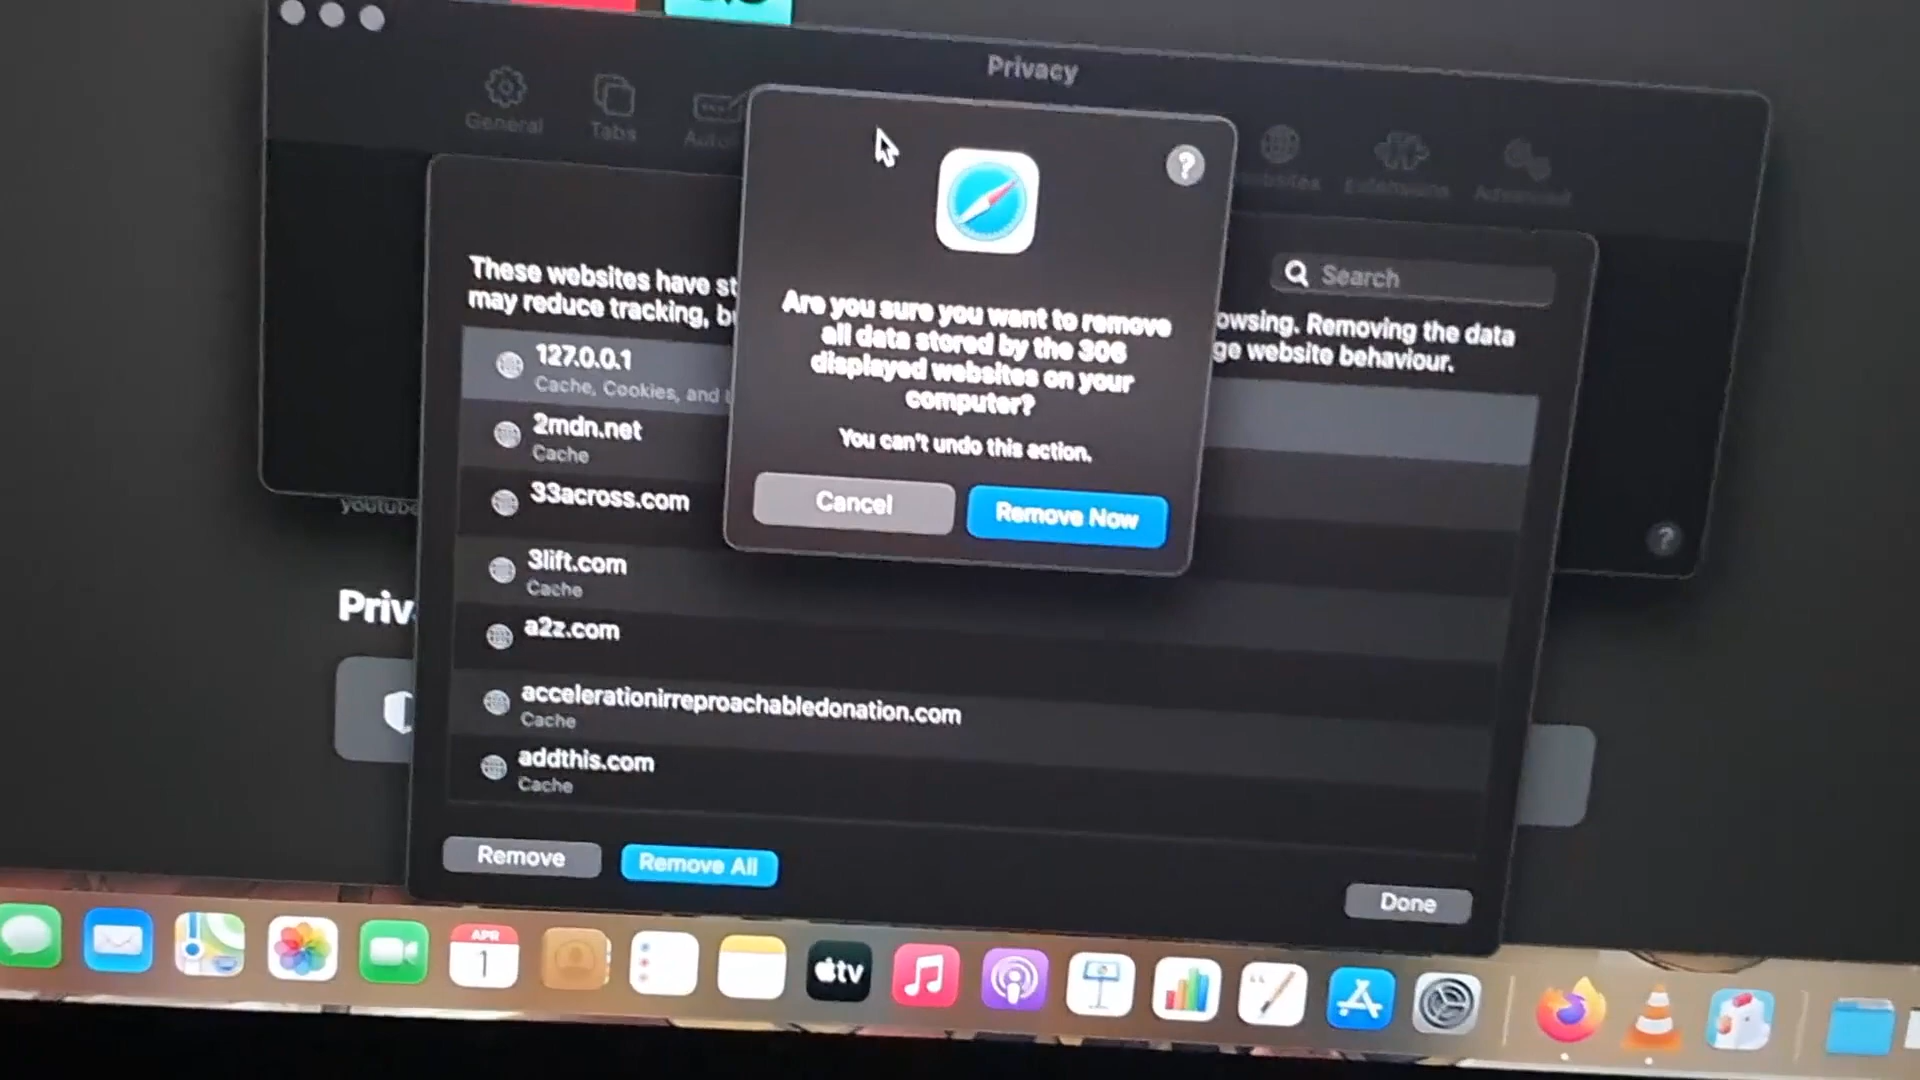 Privacy
General
Tabs
Extensions
Advanced
Search
These websites have st
owsing. Removing the data
may reduce tracking, b
ge website behaviour.
?
Are you sure you want to remove
all data stored by the 306
displayed websites on your
computer?
You can't undo this action.
Cancel
Remove Now
127.0.0.1
Cache, Cookies, and
2mdn.net
Cache
33across.com
3lift.com
Cache
a2z.com
accelerationirreproachabledonation.com
Cache
addthis.com
Cache
youtube
?
Priv
Remove
Remove All
Done
APR
1
tv